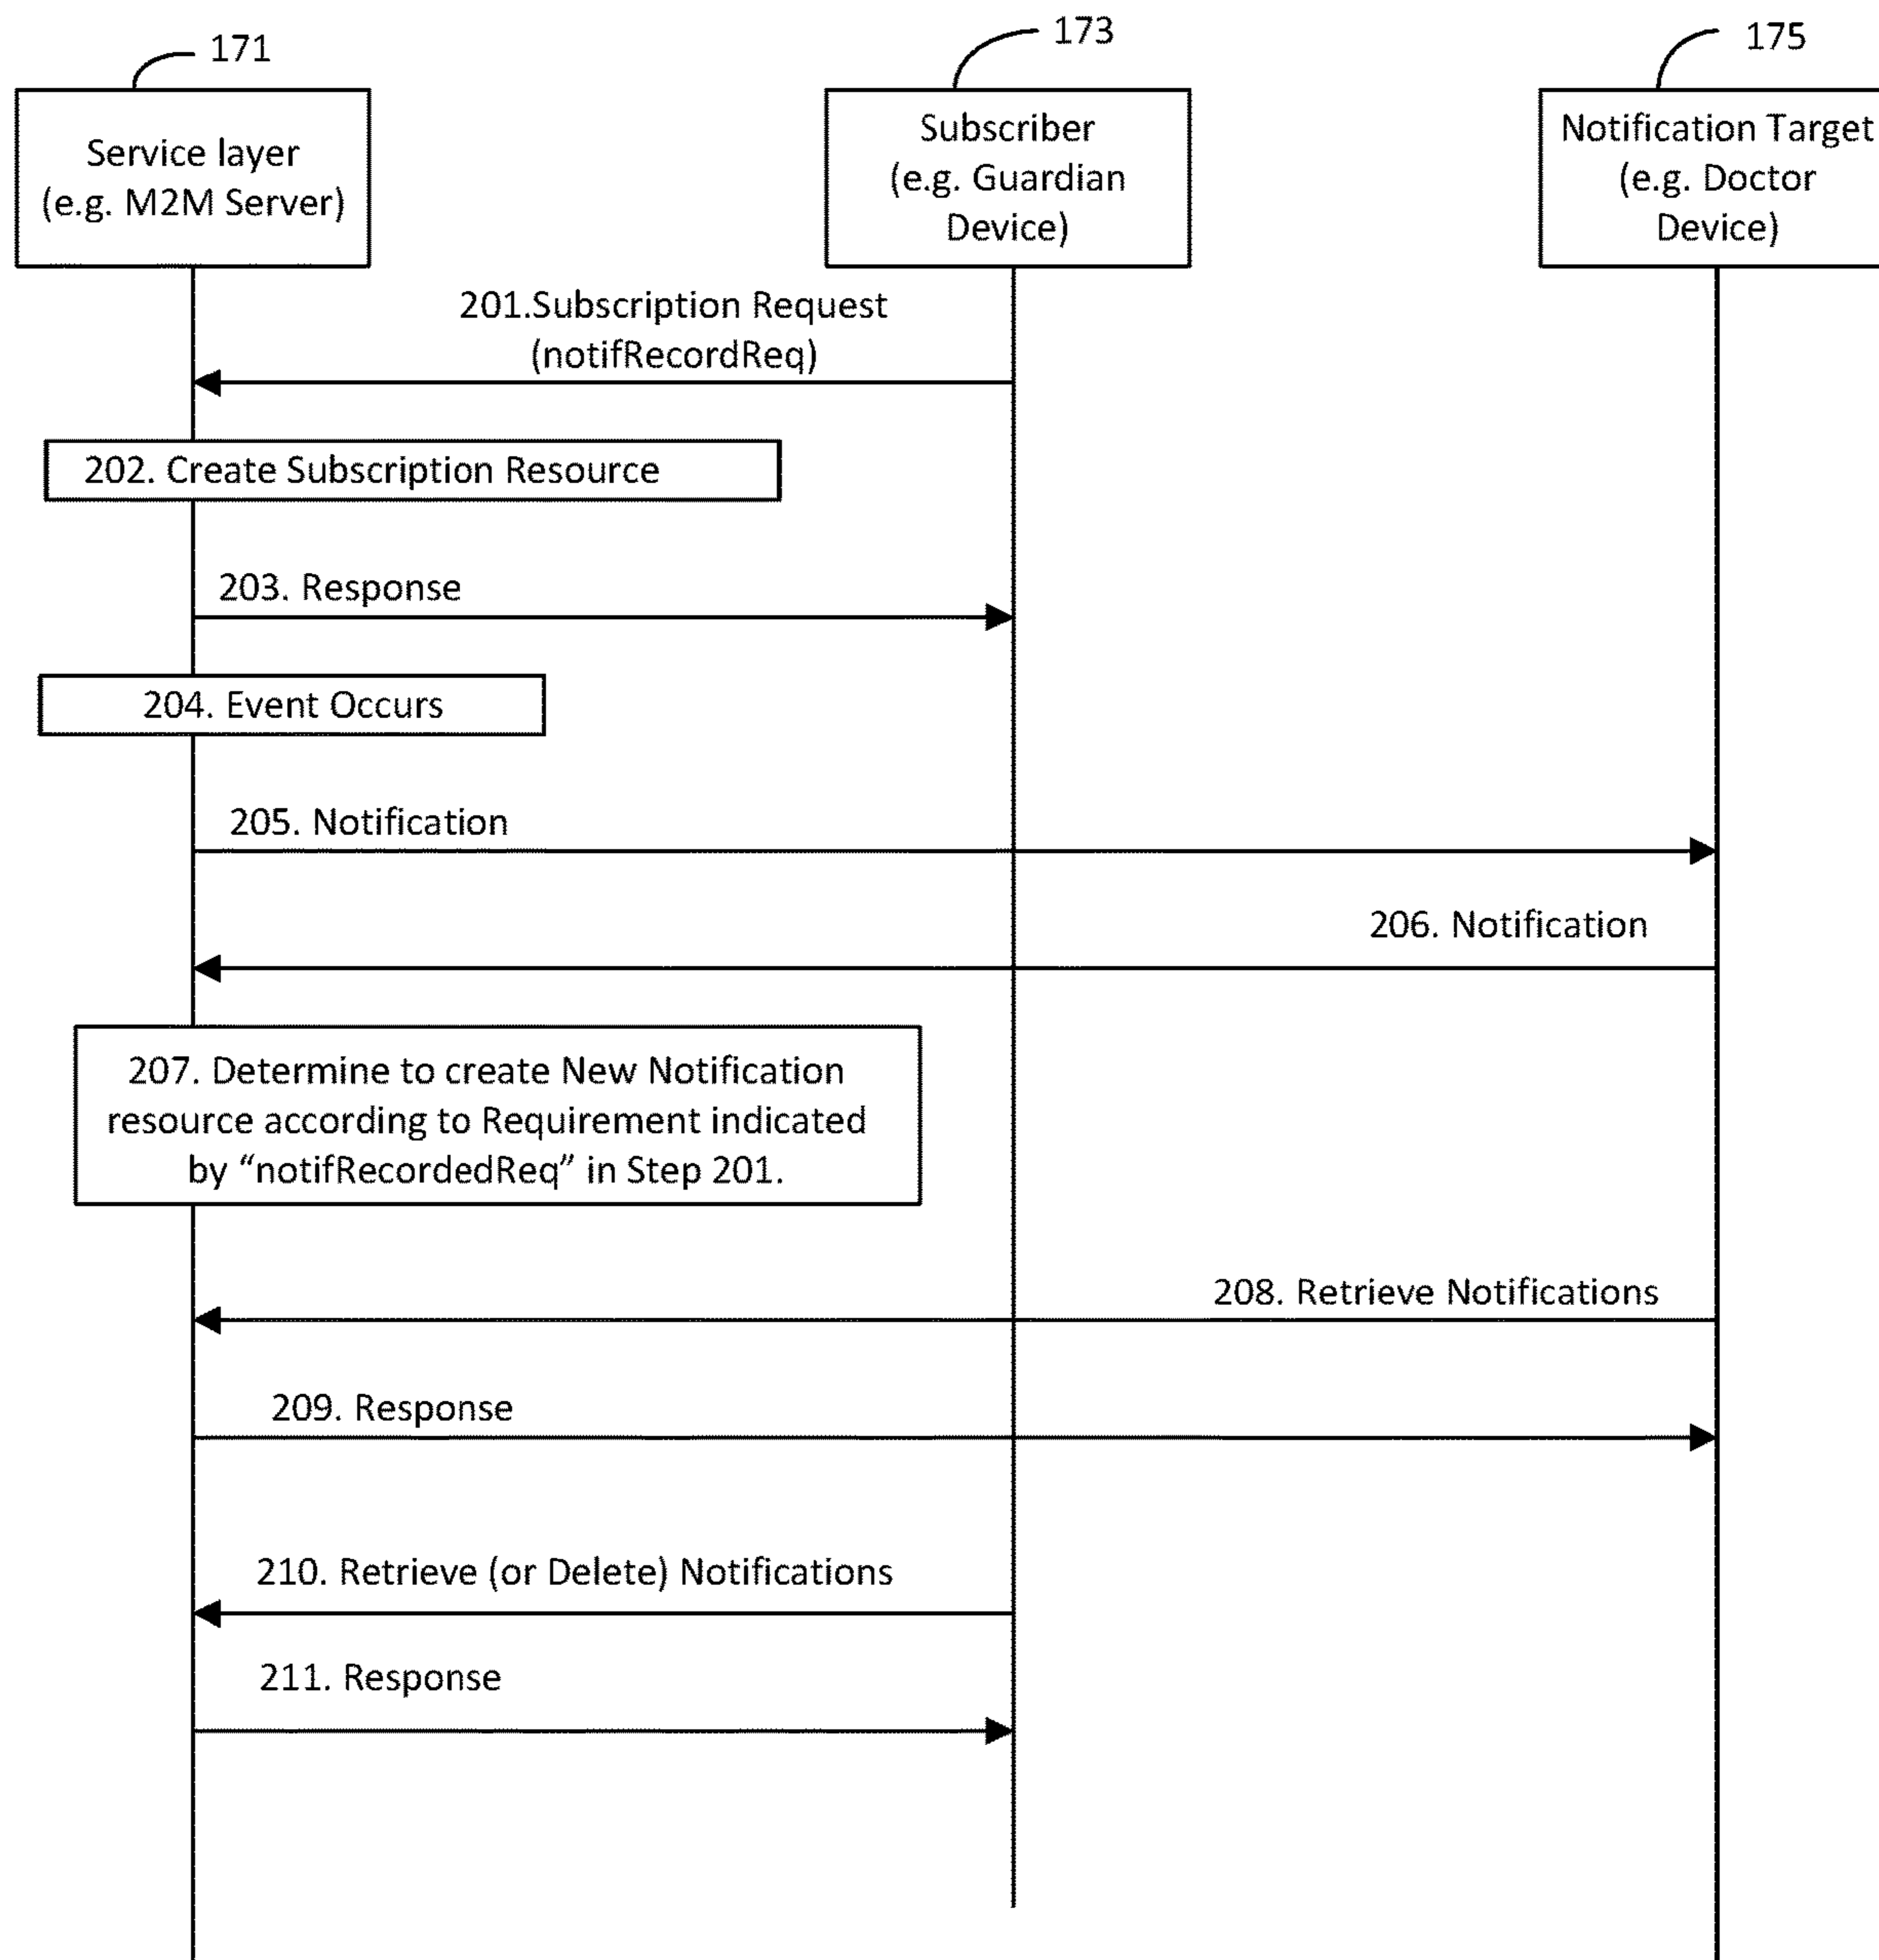 171
173
175
Service layer
(e.g. M2M Server)
Subscriber
(e.g. Guardian
Device)
Notification Target
(e.g. Doctor
Device)
201.Subscription Request
(notifRecordReq)
202. Create Subscription Resource
203. Response
204. Event Occurs
205. Notification
206. Notification
207. Determine to create New Notification
resource according to Requirement indicated
by “notifRecordedReq” in Step 201.
208. Retrieve Notifications
209. Response
210. Retrieve (or Delete) Notifications
211. Response